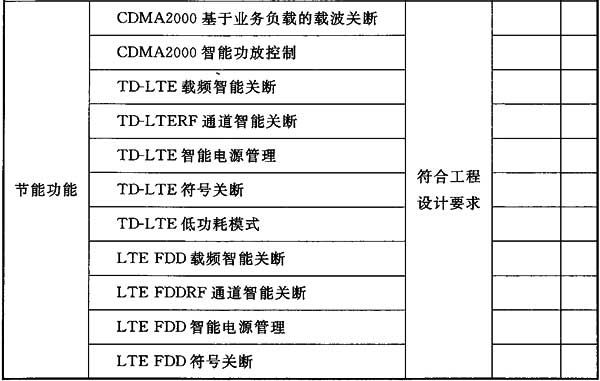 CDMA2000 基于业务负载的载波关断
CDMA2000 智能功放控制
TD-LTE 载频智能关断
TD-LTERF 通道智能关断
TD-LTE 智能电源管理
节能功能
TD-LTE 符号关断
符合工程
设计要求
TD-LTE 低功耗模式
LTE FDD 载频智能关断
LTE FDDRF 通道智能关断
LTE FDD 智能电源管理
LTE FDD 符号关断